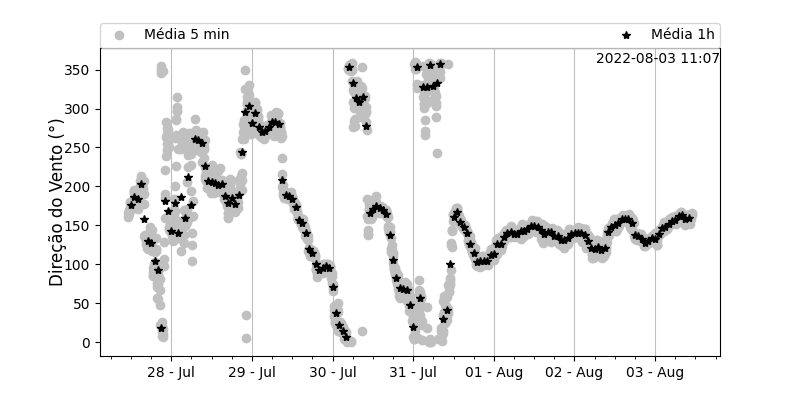 Média 5 min
Média 1h
2022-08-03 11:07
Direção do Vento (°)
350
300
250
200
150
100
50
0
28 - Jul
29 - Jul
30 - Jul
31 - Jul
01 - Aug
02 - Aug
03 - Aug